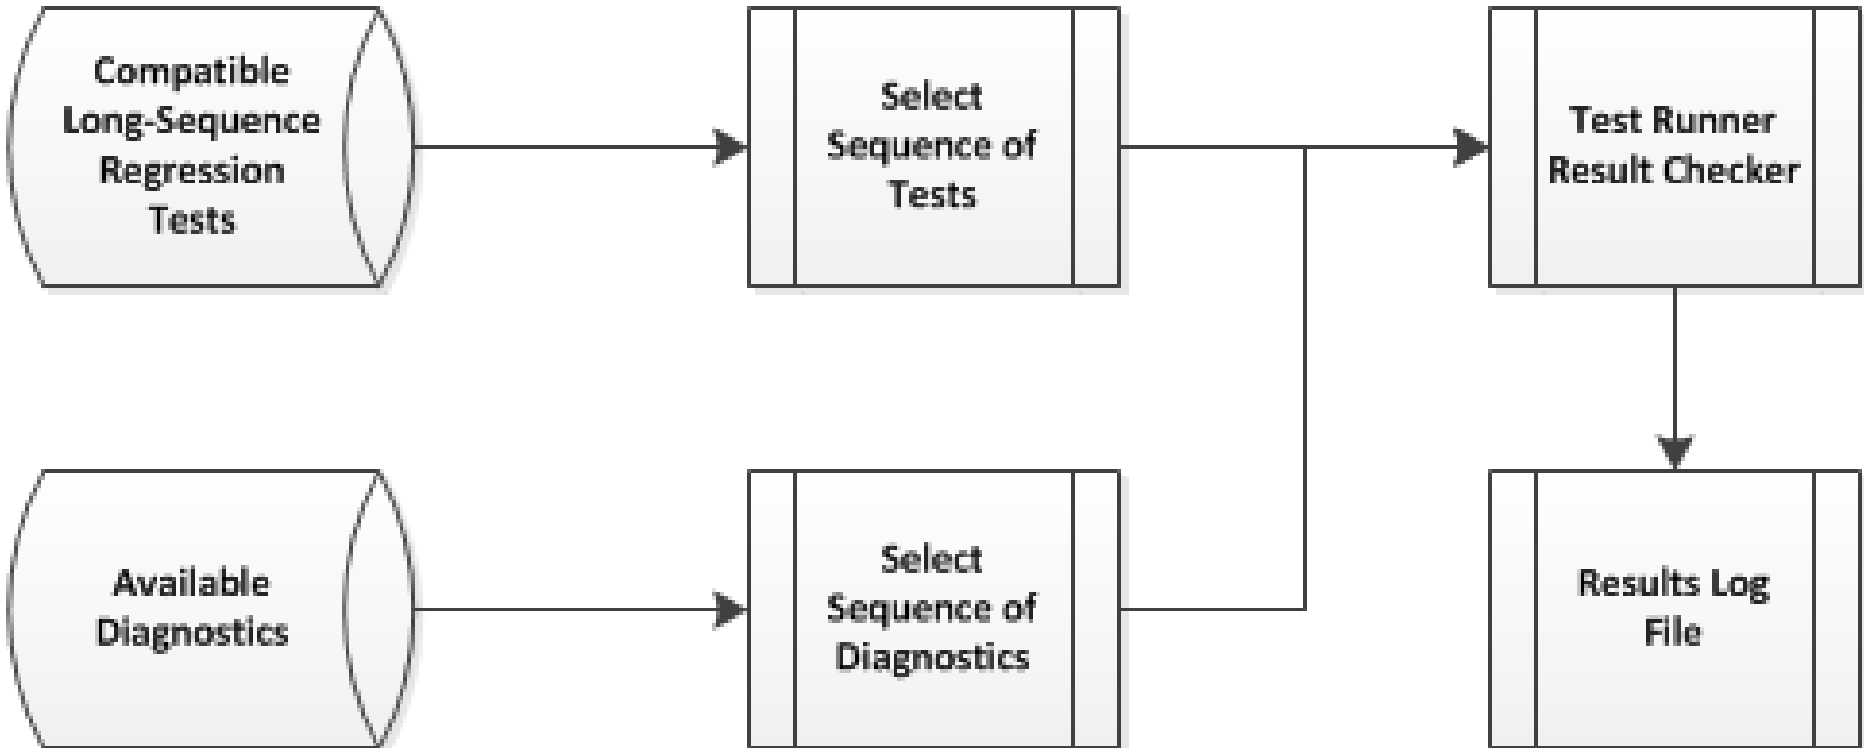 Compatible
Long-Sequence
Regression
Tests
Select
Sequence of
Tests
Test Runner
Result Checker
Available
Diagnostics
Select
Sequence of
Diagnostics
Results Log
File